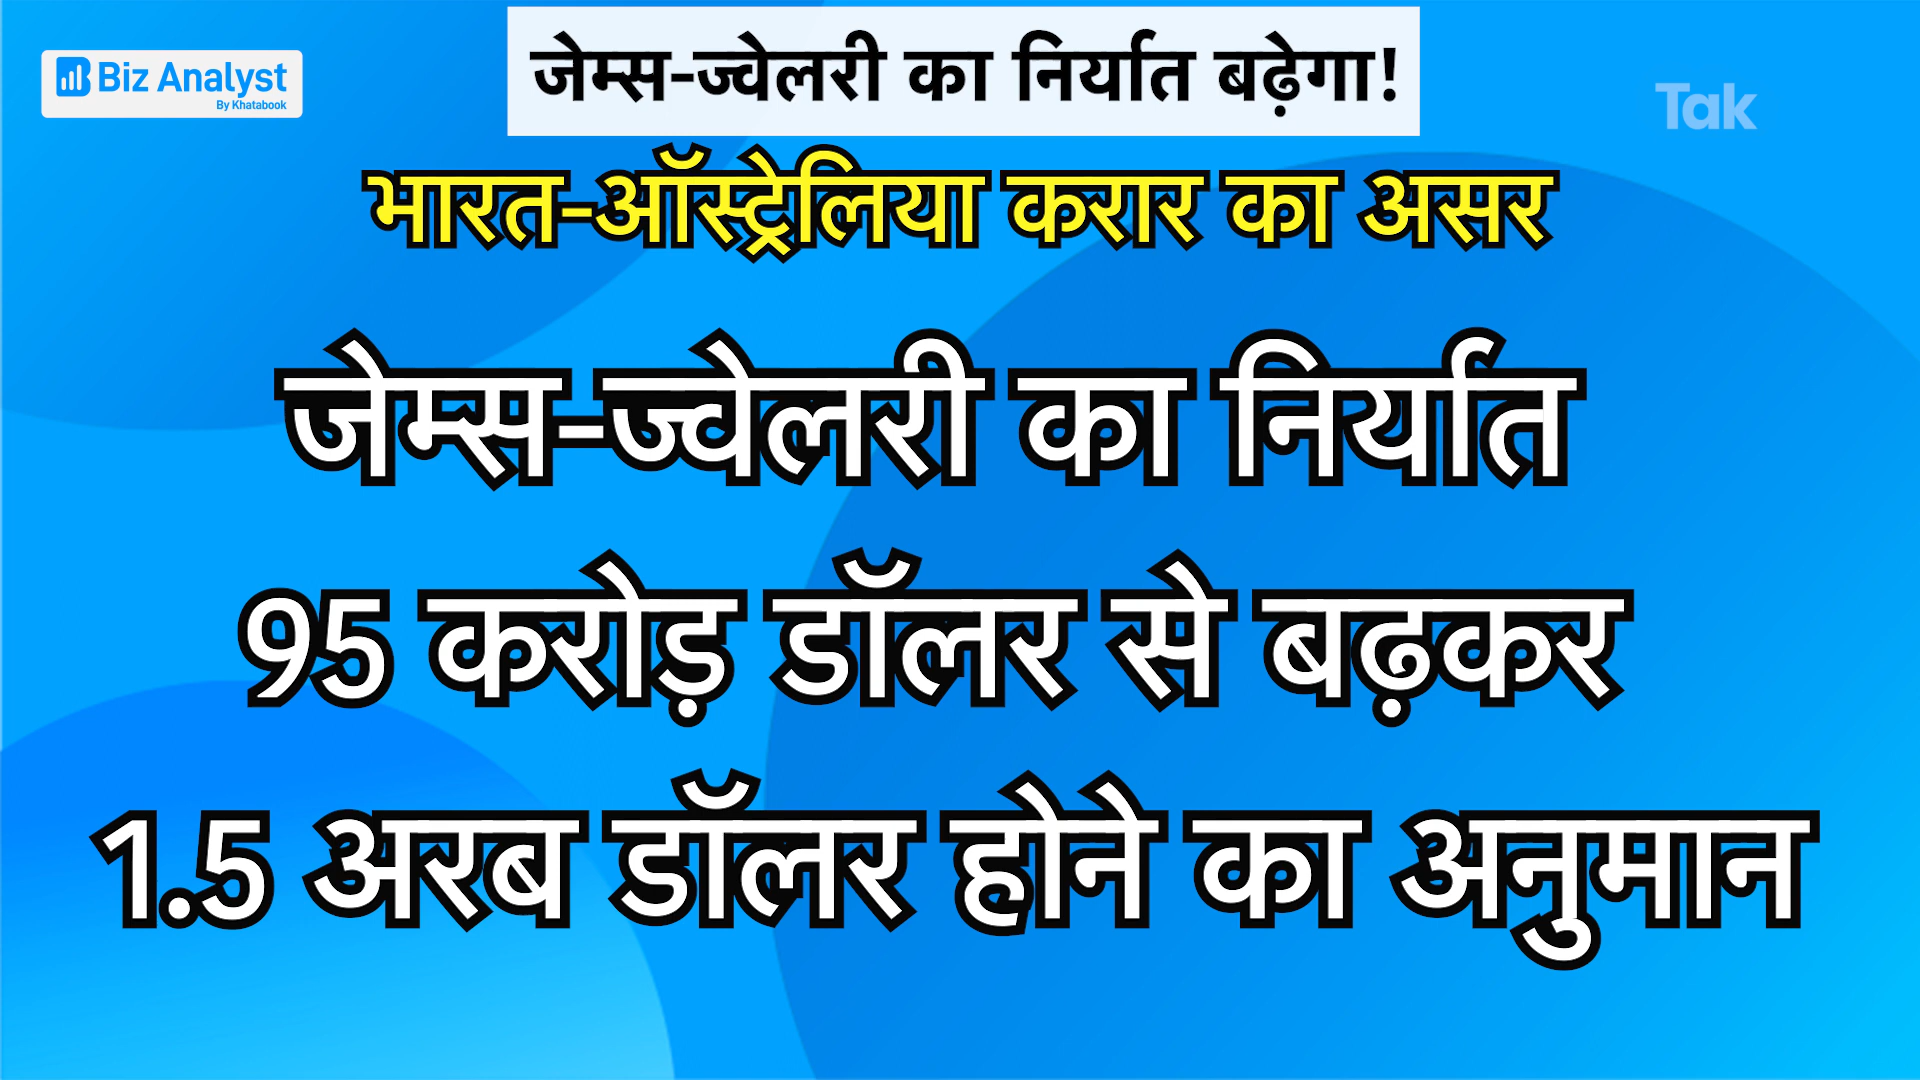 जेम्स-ज्वेलरी का निर्यात बढ़ेगा!
Biz Analyst
By Khatabook
Tak
भारत-ऑस्ट्रेलिया करार का असर
जेम्स-ज्वेलरी का निर्यात
95 करोड़ डॉलर से बढ़कर
1.5 अरब डॉलर होने का अनुमान